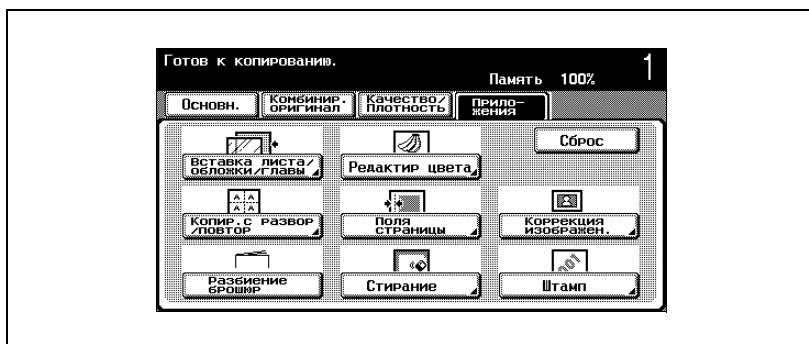 Готов к копированию.
Память 100% 1
Основн.
Комбинир.
оригинал
Качество/
плотность
Прило-
жения
Вставка листа/
обложки/главы
Редактир цвета
Сброс
A A
A A
Копир.с развор
/повтор
Поля
страницы
Коррекция
изображен.
001
Разбиение
брошюр
Стирание
Штамп